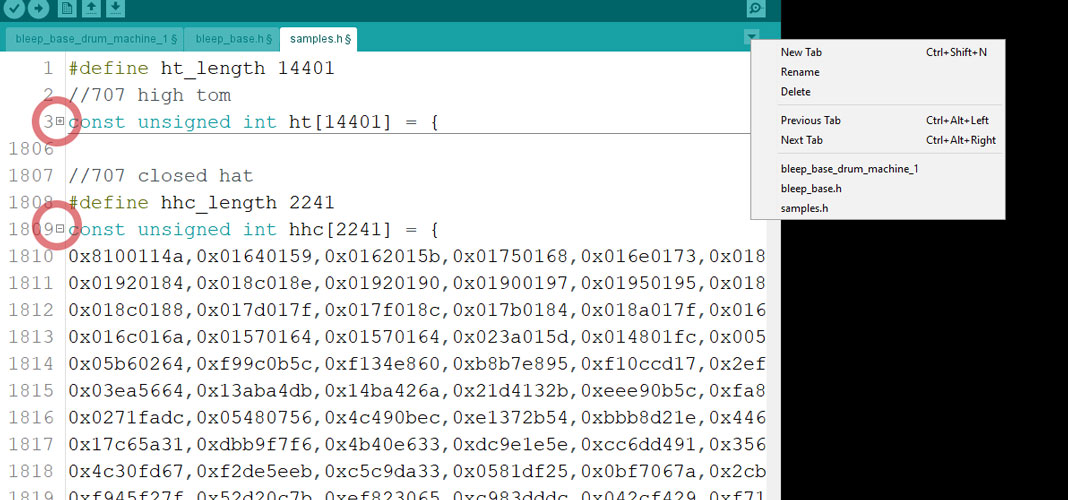 bleep_base_drum_machine_1 § bleep_base.h § samples.h §
1 #define ht_length 14401
2 //707 high tom
3 const unsigned int ht[14401] = {
1806
1807 //707 closed hat
1808 #define hhc_length 2241
1809 const unsigned int hhc[2241] = {
1810 0x8100114a,0x01640159,0x0162015b,0x01750168,0x016e0173,0x018
1811 0x01920184,0x018c018e,0x01920190,0x01900197,0x01950195,0x018
1812 0x018c0188,0x017d017f,0x017f018c,0x017b0184,0x018a017f,0x016
1813 0x016c016a,0x01570164,0x01570164,0x023a015d,0x014801fc,0x005
1814 0x05b60264,0xf99c0b5c,0xf134e860,0xb8b7e895,0xf10ccd17,0x2ef
1815 0x03ea5664,0x13aba4db,0x14ba426a,0x21d4132b,0xeee90b5c,0xfa8
1816 0x0271fadc,0x05480756,0x4c490bec,0xe1372b54,0xbbb8d21e,0x446
1817 0x17c65a31,0xdbb9f7f6,0x4b40e633,0xdc9e1e5e,0xcc6dd491,0x356
1818 0x4c30fd67,0xf2de5eeb,0xc5c9da33,0x0581df25,0x0bf7067a,0x2cb
1819 0xf945f27f,0x52d20c7b,0xef823065,0xc983dddc,0x042cf429,0xf71
New Tab Ctrl+Shift+N
Rename
Delete
Previous Tab Ctrl+Alt+Left
Next Tab Ctrl+Alt+Right
bleep_base_drum_machine_1
bleep_base.h
samples.h